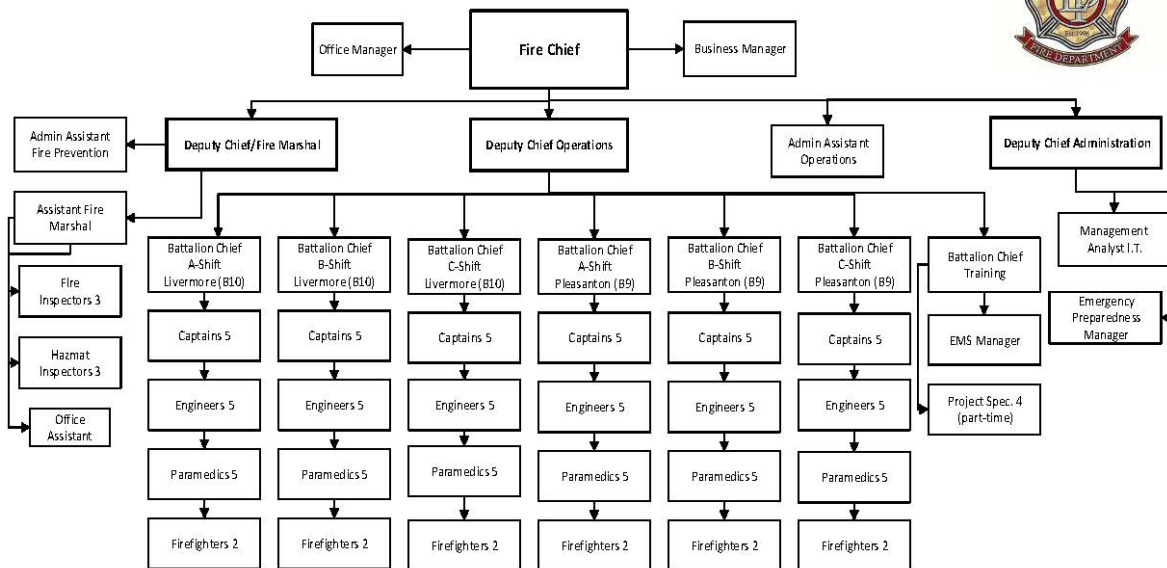 Office Manager
Fire Chief
Business Manager
Est. 1996
FIRE DEPARTMENT
Admin Assistant
Fire Prevention
Deputy Chief/Fire Marshal
Deputy Chief Operations
Admin Assistant
Operations
Deputy Chief Administration
Assistant Fire
Marshal
Fire
Inspectors 3
Hazmat
Inspectors 3
Office
Assistant
Battalion Chief
A-Shift
Livermore (B10)
Captains 5
Engineers 5
Paramedics 5
Firefighters 2
Battalion Chief
B-Shift
Livermore (B10)
Captains 5
Engineers 5
Paramedics 5
Firefighters 2
Battalion Chief
C-Shift
Livermore (B10)
Captains 5
Engineers 5
Paramedics 5
Firefighters 2
Battalion Chief
A-Shift
Pleasanton (B9)
Captains 5
Engineers 5
Paramedics 5
Firefighters 2
Battalion Chief
B-Shift
Pleasanton (B9)
Captains 5
Engineers 5
Paramedics 5
Firefighters 2
Battalion Chief
C-Shift
Pleasanton (B9)
Captains 5
Engineers 5
Paramedics 5
Firefighters 2
Battalion Chief
Training
EMS Manager
Project Spec. 4
(part-time)
Management
Analyst I.T.
Emergency
Preparedness
Manager